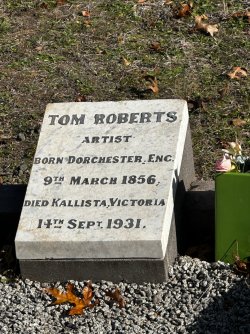 TOM ROBERTS
ARTIST
BORN DORCHESTER, ENG.
9TH MARCH 1856,
DIED KALLISTA, VICTORIA
14TH SEPT. 1931.